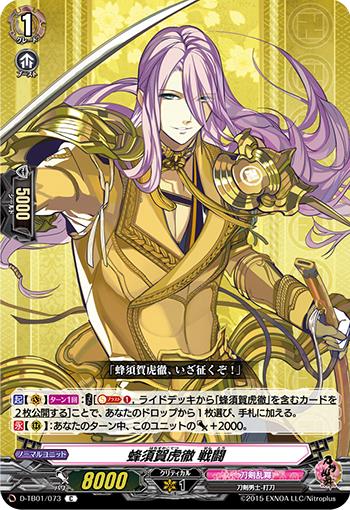 1
グレード
ブースト
5000
シールド
「蜂須賀虎徹、いざ征くぞ！」
起【(R)】【ターン1回】：【コスト】【CB1，ライドデッキから「蜂須賀虎徹」を含むカードを
2枚公開する】ことで、あなたのドロップから1枚選び、手札に加える。
永【(R)】：あなたのターン中、このユニットの+2000。
ノーマルユニット
蜂須賀虎徹 戦闘
D-TB01/073 C
パワー 8000
クリティカル 1
刀剣乱舞
刀剣男士・打刀
©2015 EXNOA LLC/Nitroplus